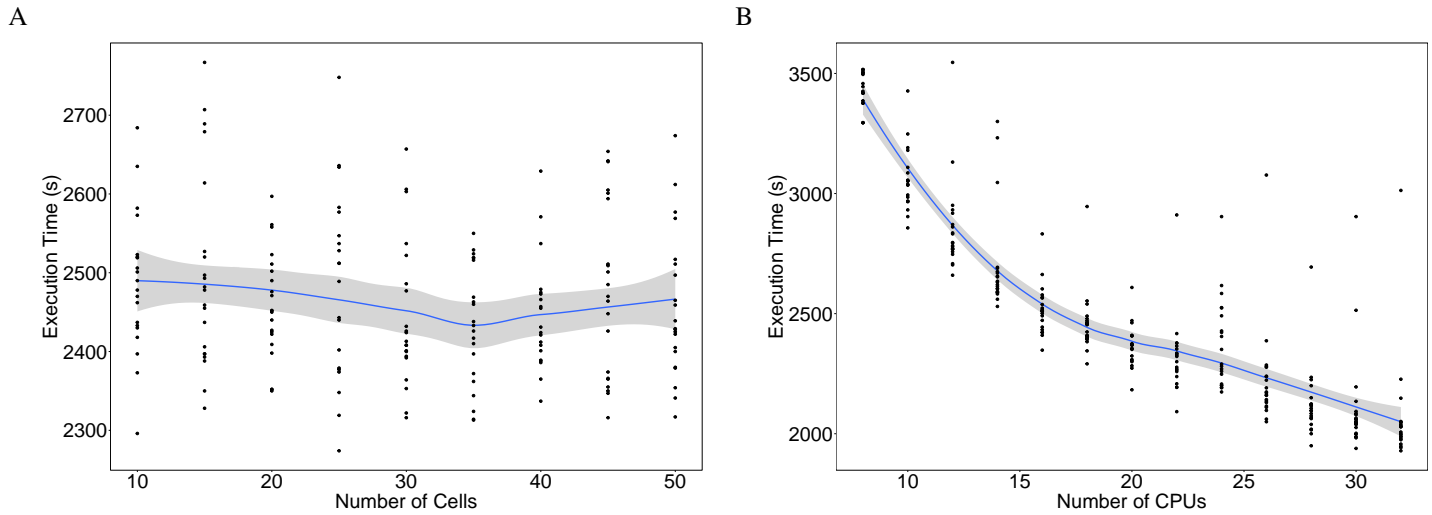 A
2700
2600
2500
2400
2300
Execution Time (s)
10 20 30 40 50
Number of Cells
B
3500
3000
2500
2000
Execution Time (s)
10 15 20 25 30
Number of CPUs